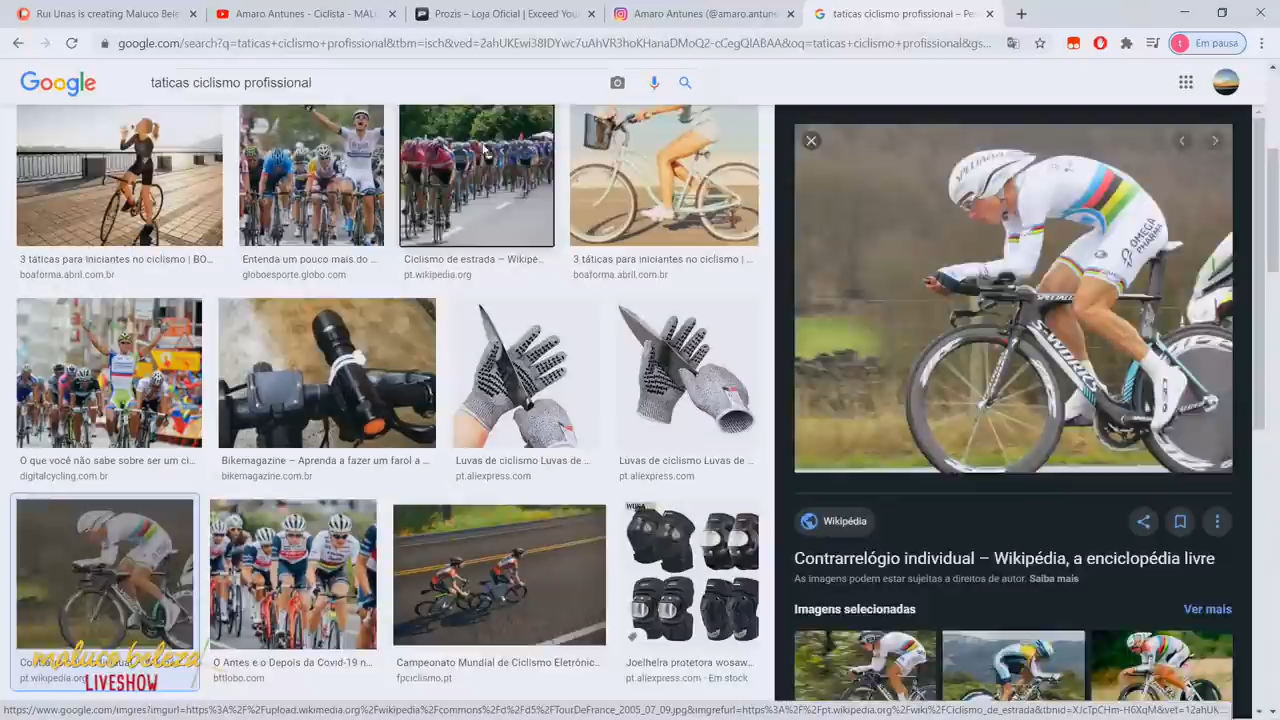 Rui Unas is creating Maluco Bele
Amaro Antunes - Ciclista - MAL
Prozis – Loja Oficial | Exceed You
Amaro Antunes (@amaro.antune
taticas ciclismo profissional – Pe
google.com/search?q=taticas+ciclismo+profissional&tbm=isch&ved=2ahUKEwi8IDYwc7uAhVR3hoKHanaDMoQ2-cCegQIABAA&oq=taticas+ciclismo+profissional&gs...
t Em pausa
Google
taticas ciclismo profissional
3 táticas para iniciantes no ciclismo | BO...
boaforma.abril.com.br
Entenda um pouco mais do ...
globoesporte.globo.com
Ciclismo de estrada – Wikipé...
pt.wikipedia.org
3 táticas para iniciantes no ciclismo | ...
boaforma.abril.com.br
O que você não sabe sobre ser um ci...
digitalcycling.com.br
Bikemagazine – Aprenda a fazer um farol a ...
bikemagazine.com.br
Luvas de ciclismo Luvas de ...
pt.aliexpress.com
Luvas de ciclismo Luvas de ...
pt.aliexpress.com
pt.wikipedia.org
O Antes e o Depois da Covid-19 n...
bttlobo.com
Campeonato Mundial de Ciclismo Eletrónic...
fpciclismo.pt
Joelheira protetora wosaw...
pt.aliexpress.com · Em stock
maluco beleza
LIVESHOW
OMEGA
PHARMA
SPECIALIZED
S-WORKS
Wikipédia
Contrarrelógio individual – Wikipédia, a enciclopédia livre
As imagens podem estar sujeitas a direitos de autor. Saiba mais
Imagens selecionadas
Ver mais
https://www.google.com/imgres?imgurl=https%3A%2F%2Fupload.wikimedia.org%2Fwikipedia%2Fcommons%2Fd%2Fd5%2FTourDeFrance_2005_07_09.jpg&imgrefurl=https%3A%2F%2Fpt.wikipedia.org%2Fwiki%2FCiclismo_de_estrada&tbnid=XJcTpCHm-H6XqM&vet=12ahUK...